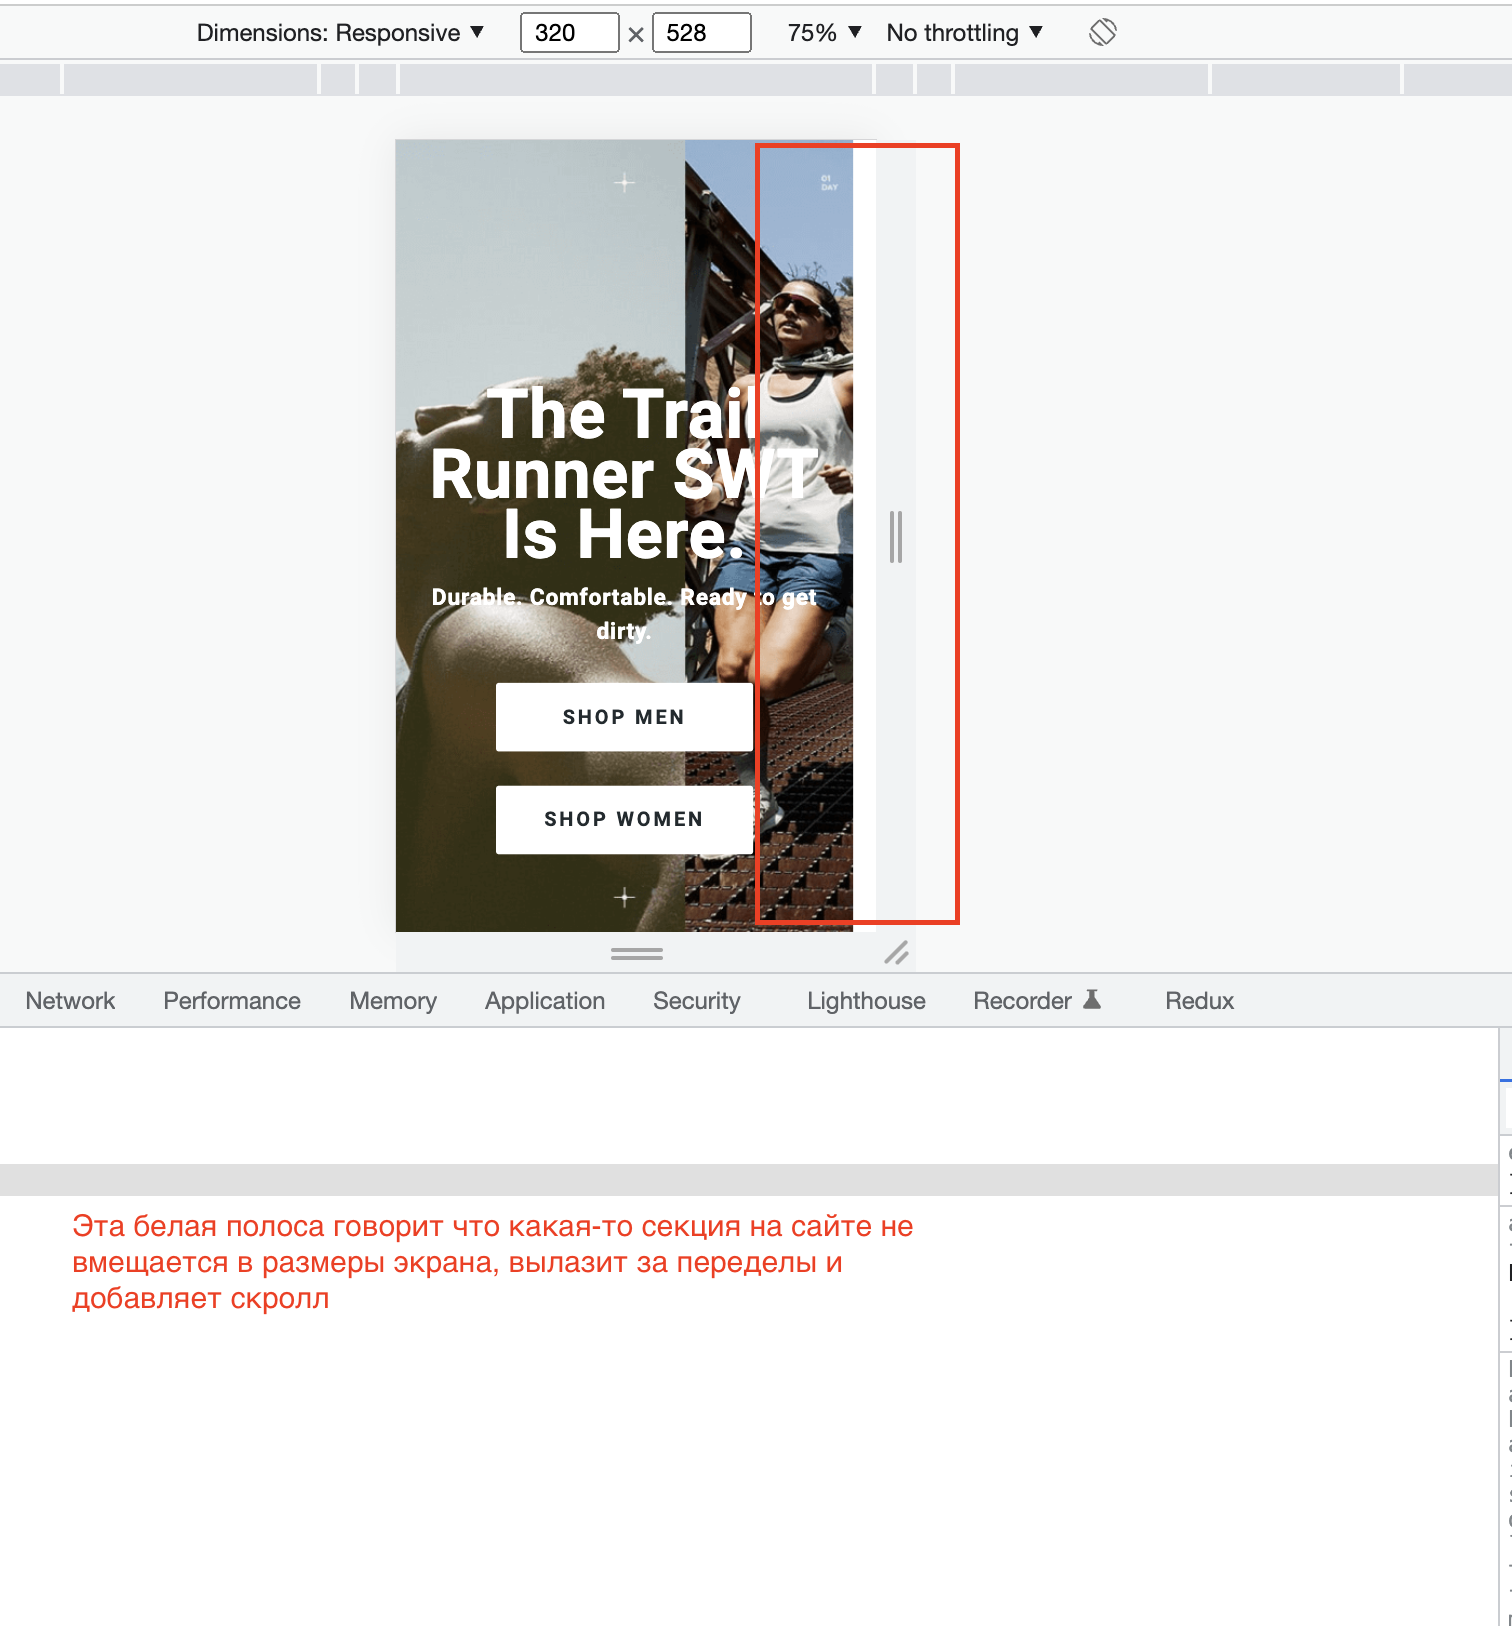 Dimensions: Responsive ▼ 320 × 528 75% ▼ No throttling ▼
01
DAY
The Trail
Runner SWT
Is Here.
Durable. Comfortable. Ready to get
dirty.
SHOP MEN
SHOP WOMEN
Network Performance Memory Application Security Lighthouse Recorder Redux
Эта белая полоса говорит что какая-то секция на сайте не
вмещается в размеры экрана, вылазит за переделы и
добавляет скролл